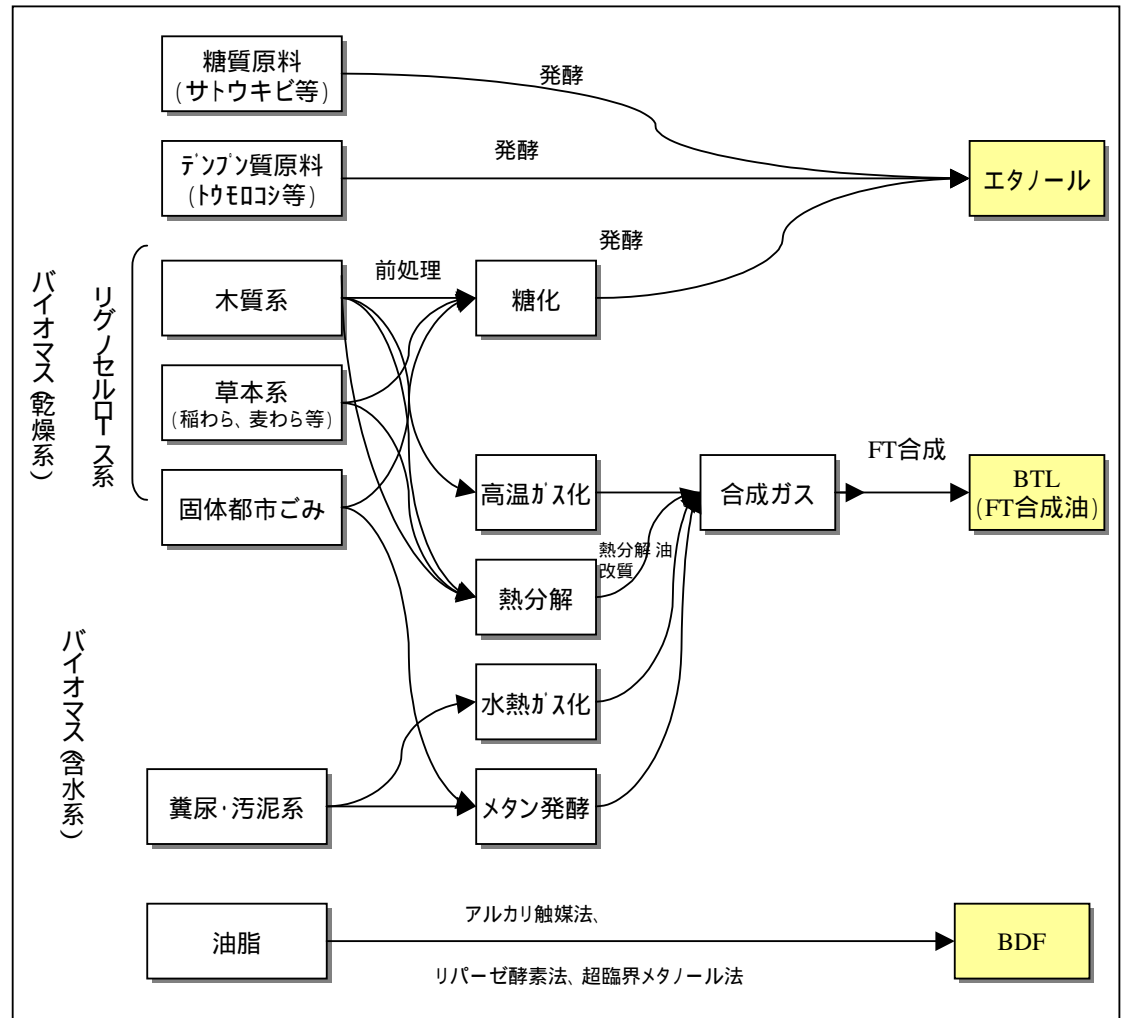 糖質原料
(サトウキビ等)
発酵
デンプン質原料
(トウモロコシ等)
発酵
エタノール
発酵
バイオマス(乾燥系)
リグノセルロース系
木質系
前処理
糖化
草本系
(稲わら、麦わら等)
固体都市ごみ
高温ガス化
合成ガス
FT合成
BTL
(FT合成油)
熱分解
熱分解 油
改質
バイオマス(含水系)
水熱ガス化
糞尿・汚泥系
メタン発酵
油脂
アルカリ触媒法、
リパーゼ酵素法、超臨界メタノール法
BDF